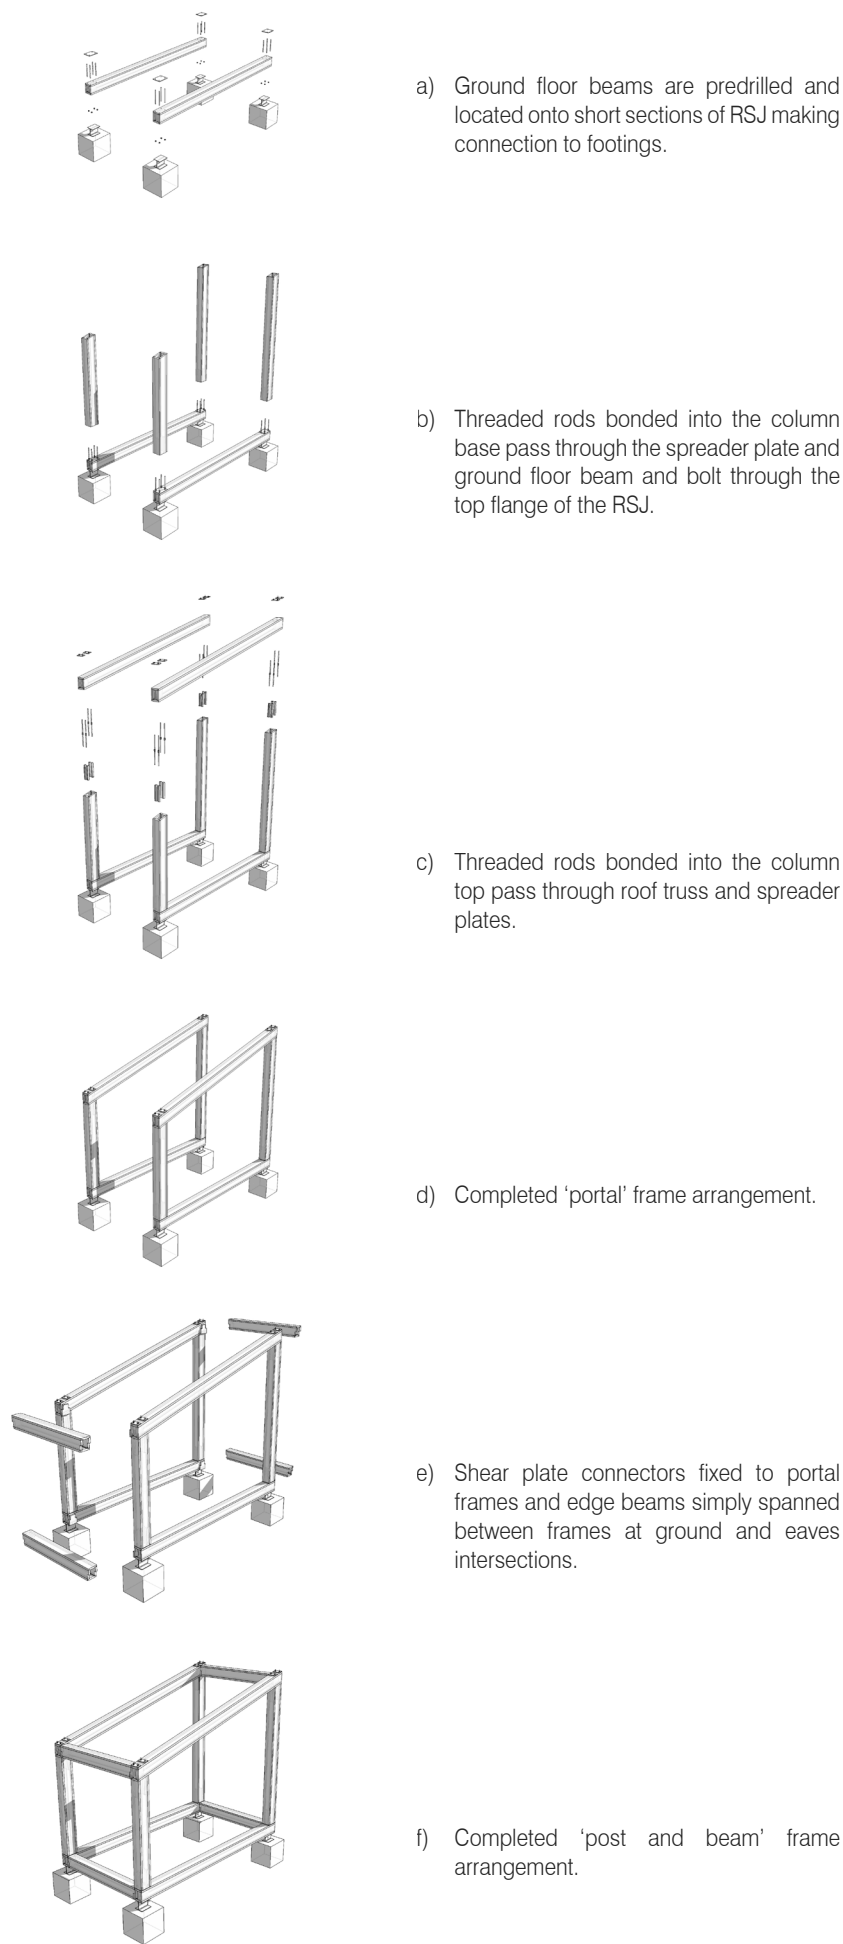 a) Ground floor beams are predrilled and
located onto short sections of RSJ making
connection to footings.
b) Threaded rods bonded into the column
base pass through the spreader plate and
ground floor beam and bolt through the
top flange of the RSJ.
c) Threaded rods bonded into the column
top pass through roof truss and spreader
plates.
d) Completed ‘portal’ frame arrangement.
e) Shear plate connectors fixed to portal
frames and edge beams simply spanned
between frames at ground and eaves
intersections.
f) Completed ‘post and beam’ frame
arrangement.